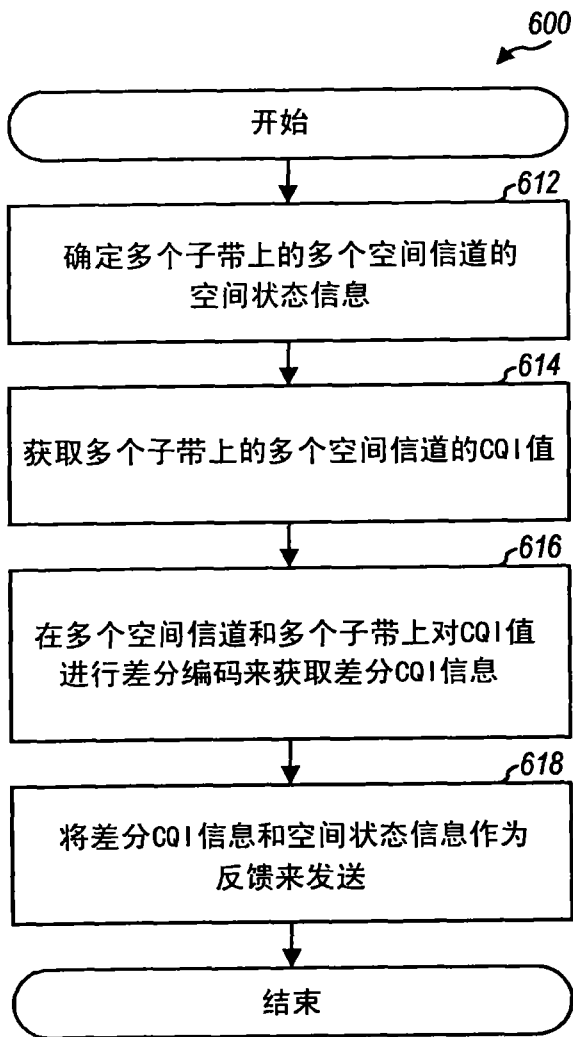 600
开始
612
确定多个子带上的多个空间信道的
空间状态信息
614
获取多个子带上的多个空间信道的CQI值
616
在多个空间信道和多个子带上对CQI值
进行差分编码来获取差分CQI信息
618
将差分CQI信息和空间状态信息作为
反馈来发送
结束